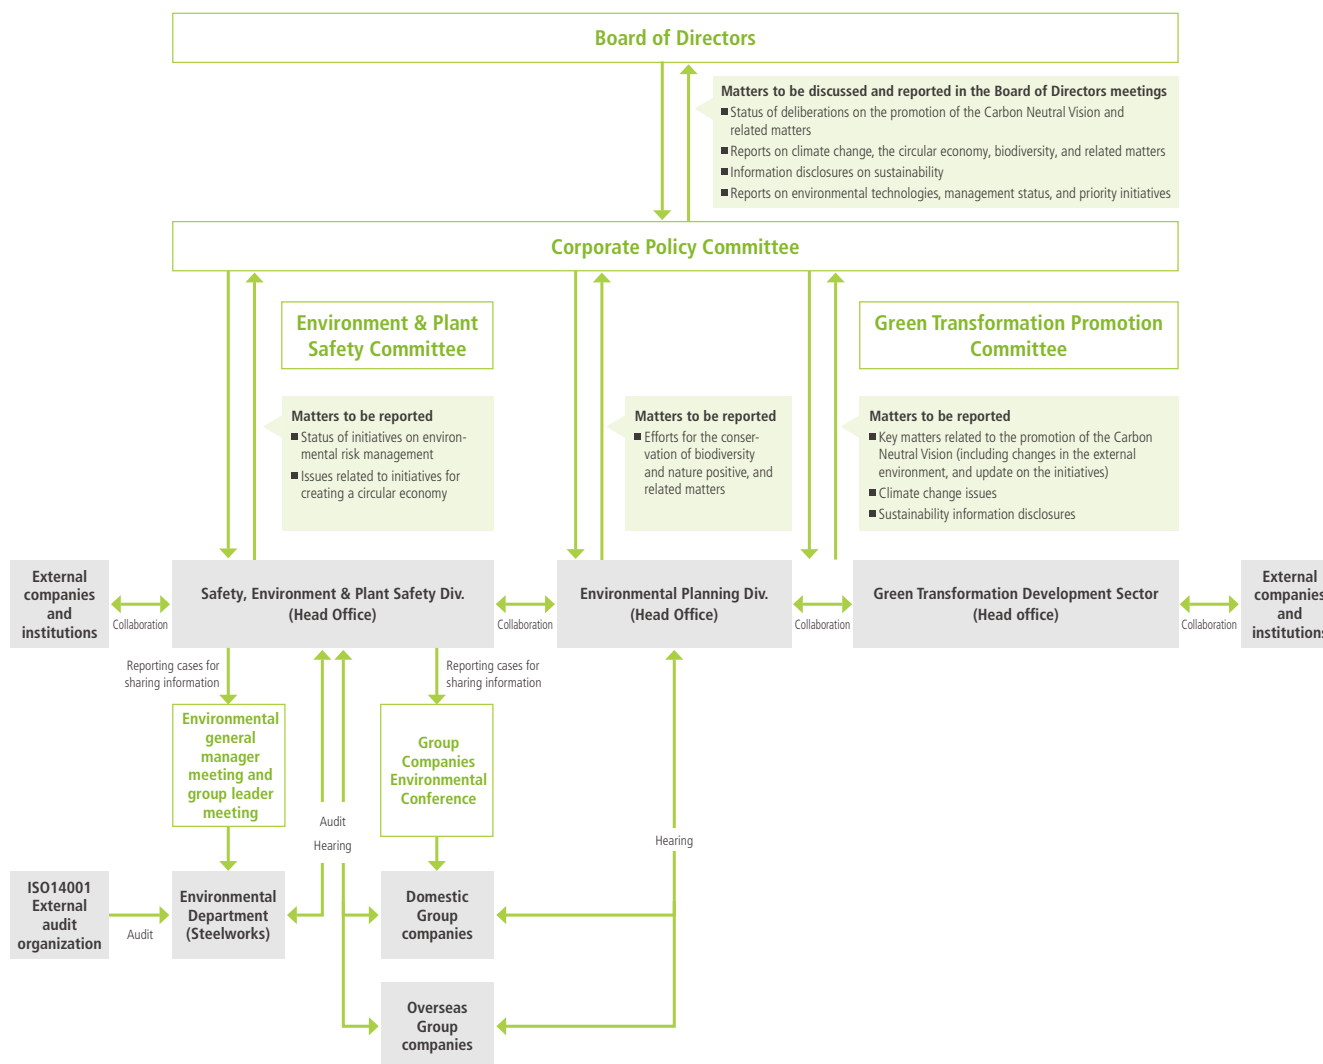 Board of Directors
Matters to be discussed and reported in the Board of Directors meetings
■ Status of deliberations on the promotion of the Carbon Neutral Vision and
related matters
■ Reports on climate change, the circular economy, biodiversity, and related matters
■ Information disclosures on sustainability
■ Reports on environmental technologies, management status, and priority initiatives
Corporate Policy Committee
Environment & Plant
Safety Committee
Green Transformation Promotion
Committee
Matters to be reported
■ Status of initiatives on environ-
mental risk management
■ Issues related to initiatives for
creating a circular economy
Matters to be reported
■ Efforts for the conser-
vation of biodiversity
and nature positive, and
related matters
Matters to be reported
■ Key matters related to the promotion of the Carbon
Neutral Vision (including changes in the external
environment, and update on the initiatives)
■ Climate change issues
■ Sustainability information disclosures
External
companies
and
institutions
Collaboration
Safety, Environment & Plant Safety Div.
(Head Office)
Collaboration
Environmental Planning Div.
(Head Office)
Collaboration
Green Transformation Development Sector
(Head office)
Collaboration
External
companies
and
institutions
Reporting cases for
sharing information
Reporting cases for
sharing information
Environmental
general
manager
meeting and
group leader
meeting
Group
Companies
Environmental
Conference
Audit
Hearing
Hearing
ISO14001
External
audit
organization
Audit
Environmental
Department
(Steelworks)
Domestic
Group
companies
Overseas
Group
companies